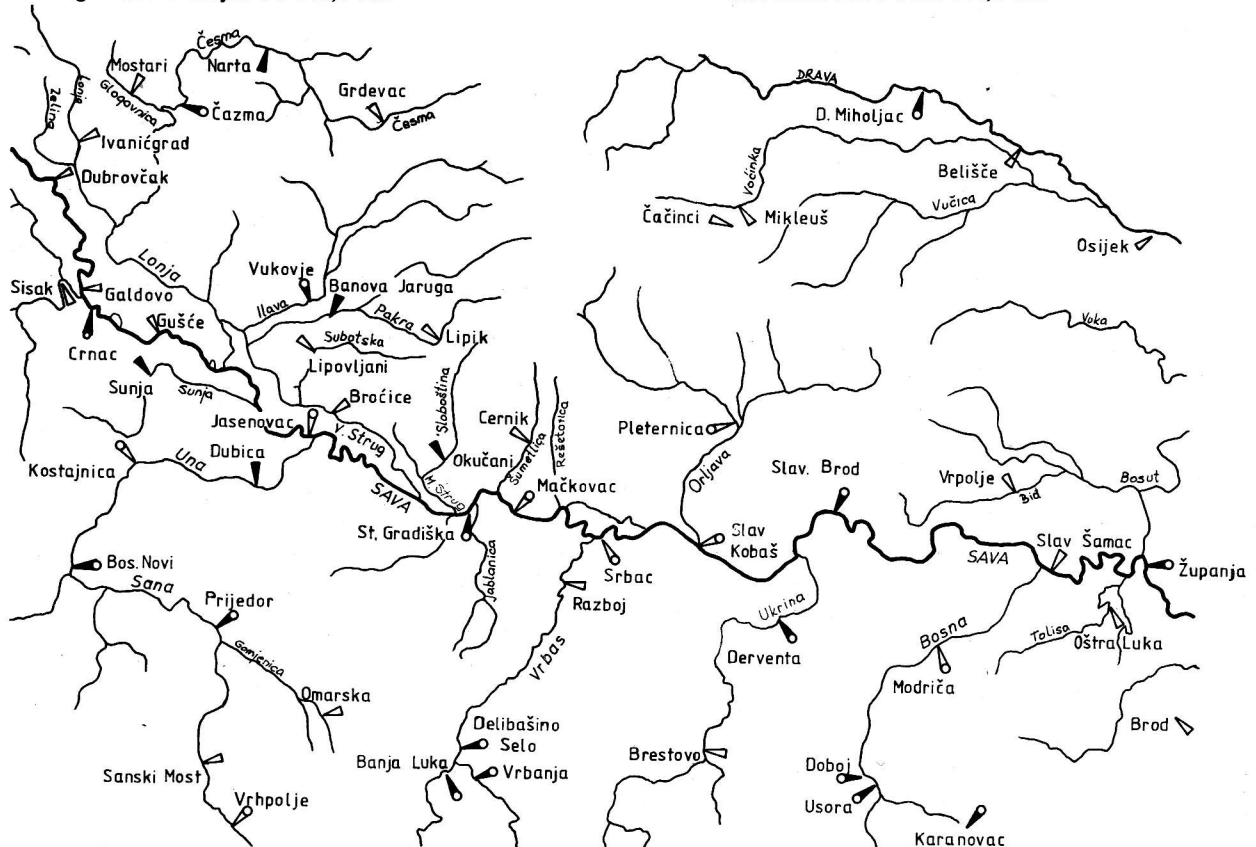 Česma
Mostari
Narta
Glogovnica
Čazma
Grdevac
Česma
Zelina
Lonja
Ivanićgrad
Dubrovčak
DRAVA
D. Miholjac
Belišče
Voćinka
Vučica
Čačinci
Mikleuš
Osijek
Lonja
Sisak
Galdovo
Gušće
Crnac
Vukovje
Ilava
Banova Jaruga
Pakra
Lipik
Subotska
Lipovljani
Vuka
Sunja
Sunja
Broćice
Jasenovac
V. Strug
Sloboština
Cernik
Okučani
Šumetlica
Rešetarica
Mačkovac
Pleternica
Orljava
Kostajnica
Una
Dubica
SAVA
M. Strug
St. Gradiška
Jablanica
Slav. Brod
Vrpolje
Bid
Bosut
Slav
Kobaš
SAVA
Slav Šamac
Županja
Srbac
Razboj
Bos. Novi
Sana
Prijedor
Gomjenica
Omarska
Vrbas
Ukrina
Derventa
Bosna
Tolisa
Oštra Luka
Modriča
Brod
Sanski Most
Vrhpolje
Delibašino
Selo
Banja Luka
Vrbanja
Brestovo
Doboj
Usora
Karanovac